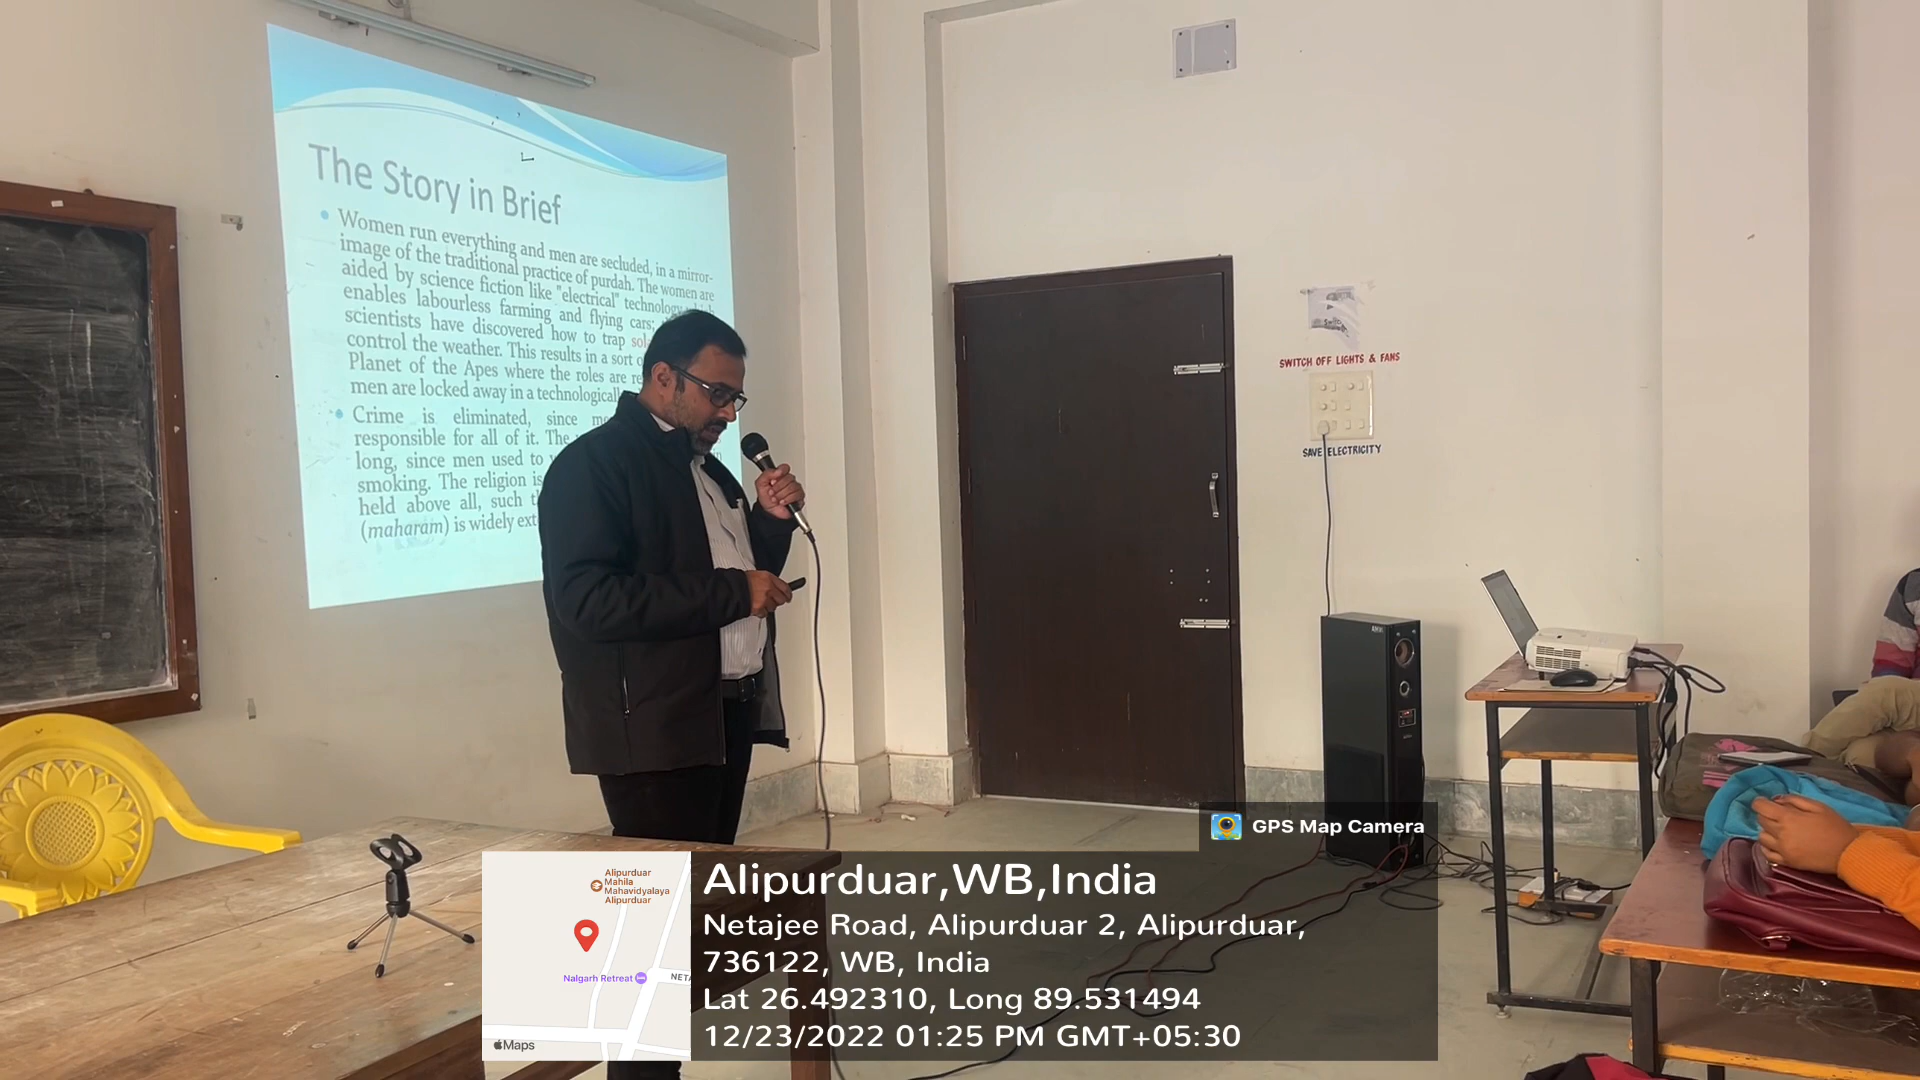 The Story in Brief
Women run everything and men are secluded, in a mirror-
image of the traditional practice of purdah. The women are
aided by science fiction like "electrical" technology which
enables labourless farming and flying cars;
scientists have discovered how to trap
control the weather. This results in a sort
Planet of the Apes where the roles are
men are locked away in a
Crime is eliminated, since
responsible for all of it. The
long, since men used to
smoking. The religion is
held above all, such
(maharam) is widely
SWITCH OFF LIGHTS & FANS
SAVE ELECTRICITY
GPS Map Camera
Alipurduar
Mahila
Mahavidyalaya
Alipurduar
Nalgarh Retreat
NETA
Maps
Alipurduar,WB,India
Netajee Road, Alipurduar 2, Alipurduar,
736122, WB, India
Lat 26.492310, Long 89.531494
12/23/2022 01:25 PM GMT+05:30